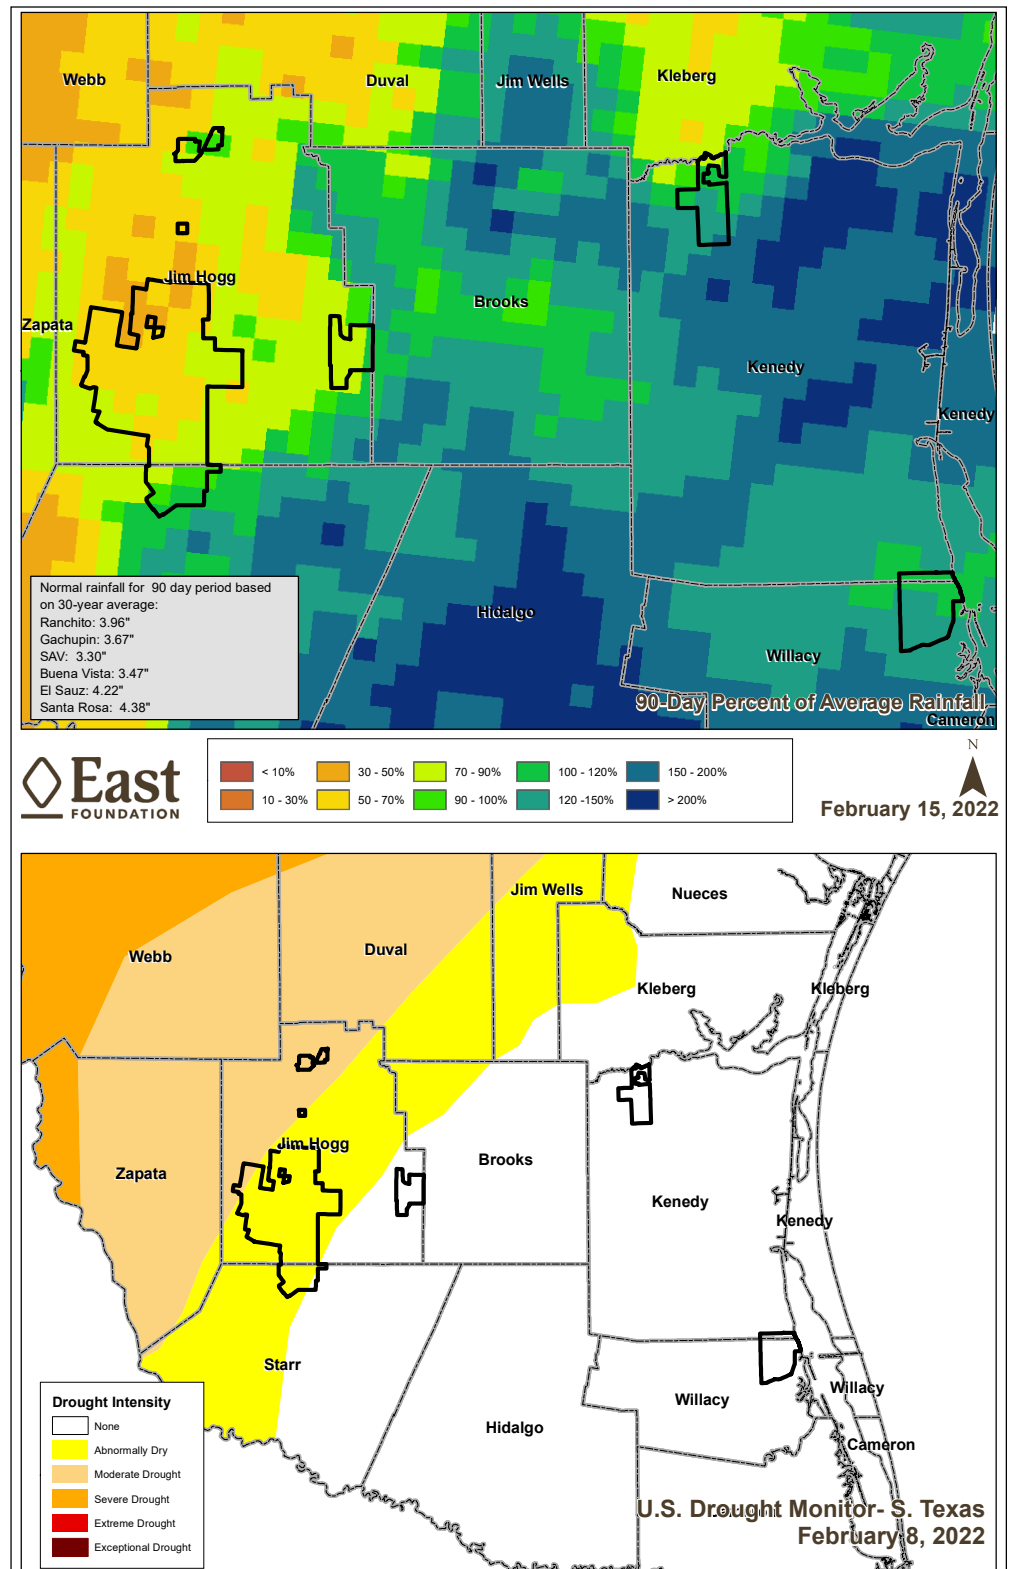 Webb
Duval
Jim Wells
Kleberg
Jim Hogg
Zapata
Brooks
Kenedy
Kenedy
Hidalgo
Willacy
Cameron
Normal rainfall for 90 day period based
on 30-year average:
Ranchito: 3.96"
Gachupin: 3.67"
SAV: 3.30"
Buena Vista: 3.47"
El Sauz: 4.22"
Santa Rosa: 4.38"
90-Day Percent of Average Rainfall
East
FOUNDATION
< 10%
30 - 50%
70 - 90%
100 - 120%
150 - 200%
10 - 30%
50 - 70%
90 - 100%
120 -150%
> 200%
N
February 15, 2022
Jim Wells
Nueces
Webb
Duval
Kleberg
Kleberg
Jim Hogg
Zapata
Brooks
Kenedy
Kenedy
Starr
Willacy
Willacy
Hidalgo
Cameron
Drought Intensity
None
Abnormally Dry
Moderate Drought
Severe Drought
Extreme Drought
Exceptional Drought
U.S. Drought Monitor- S. Texas
February 8, 2022